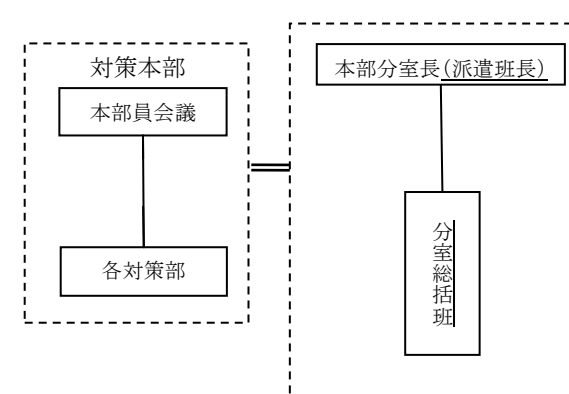 対策本部
本部員会議
各対策部
本部分室長(派遣班長)
分室総括班